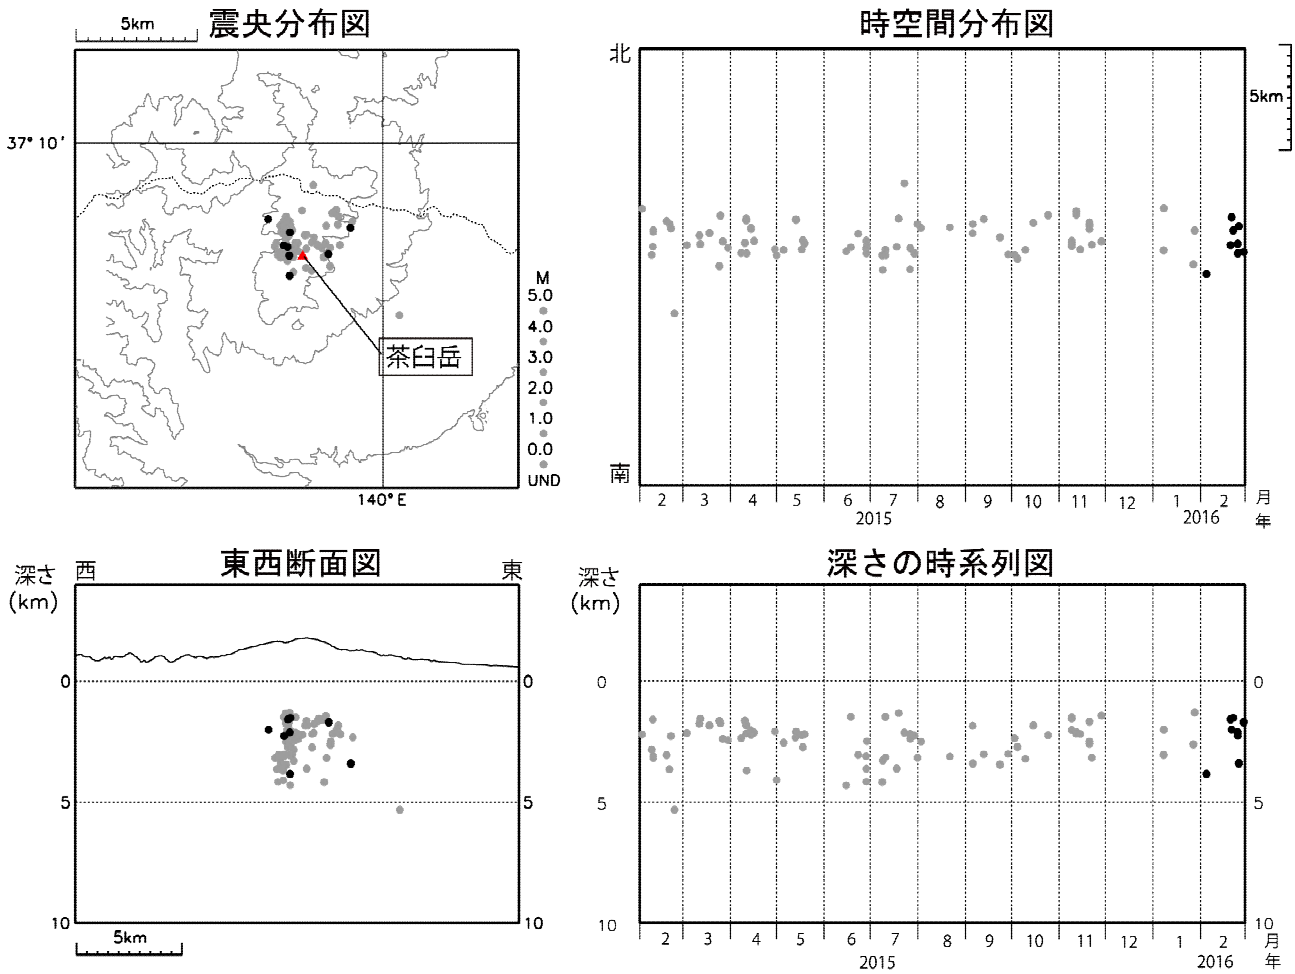 5km
震央分布図
37° 10'
茶臼岳
M
5.0
4.0
3.0
2.0
1.0
0.0
UND
140° E
時空間分布図
北
5km
南
2 3 4 5 6 7 8 9 10 11 12 1 2 月
2015 2016 年
東西断面図
深さ
(km)
西 東
0 0
5 5
10 10
5km
深さの時系列図
深さ
(km)
0 0
5 5
10 10
2 3 4 5 6 7 8 9 10 11 12 1 2 月
2015 2016 年